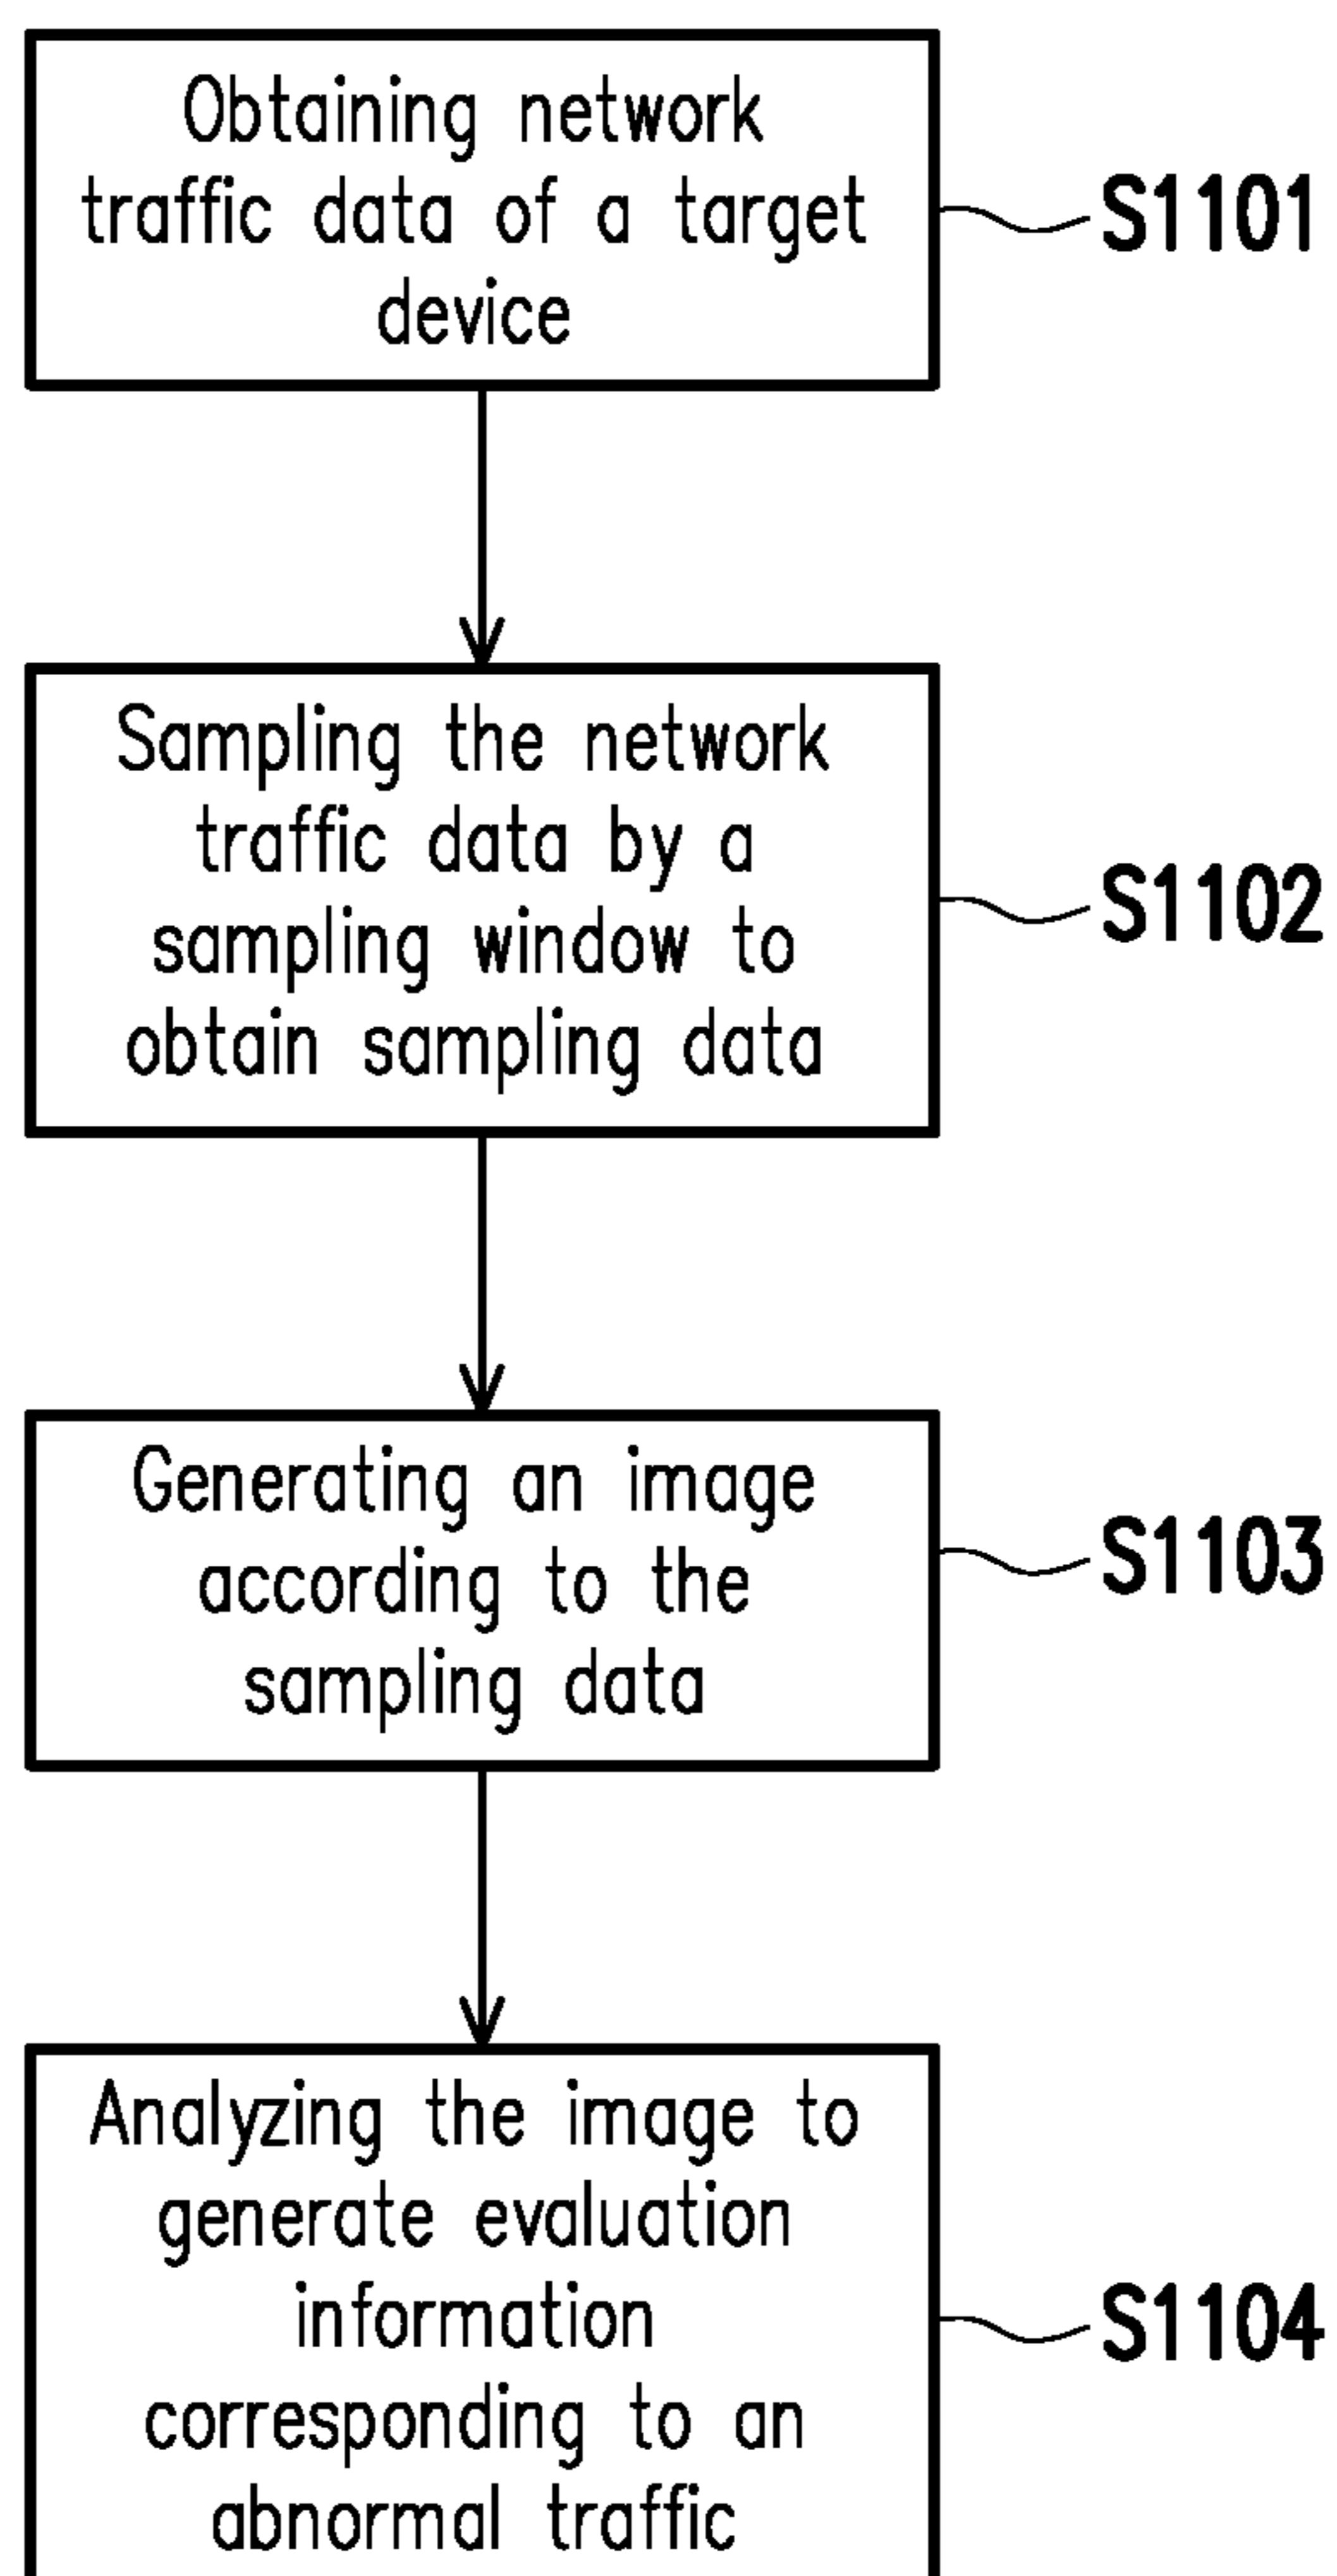 Obtaining network
traffic data of a target
device
S1101
Sampling the network
traffic data by a
sampling window to
obtain sampling data
S1102
Generating an image
according to the
sampling data
S1103
Analyzing the image to
generate evaluation
information
corresponding to an
abnormal traffic
S1104